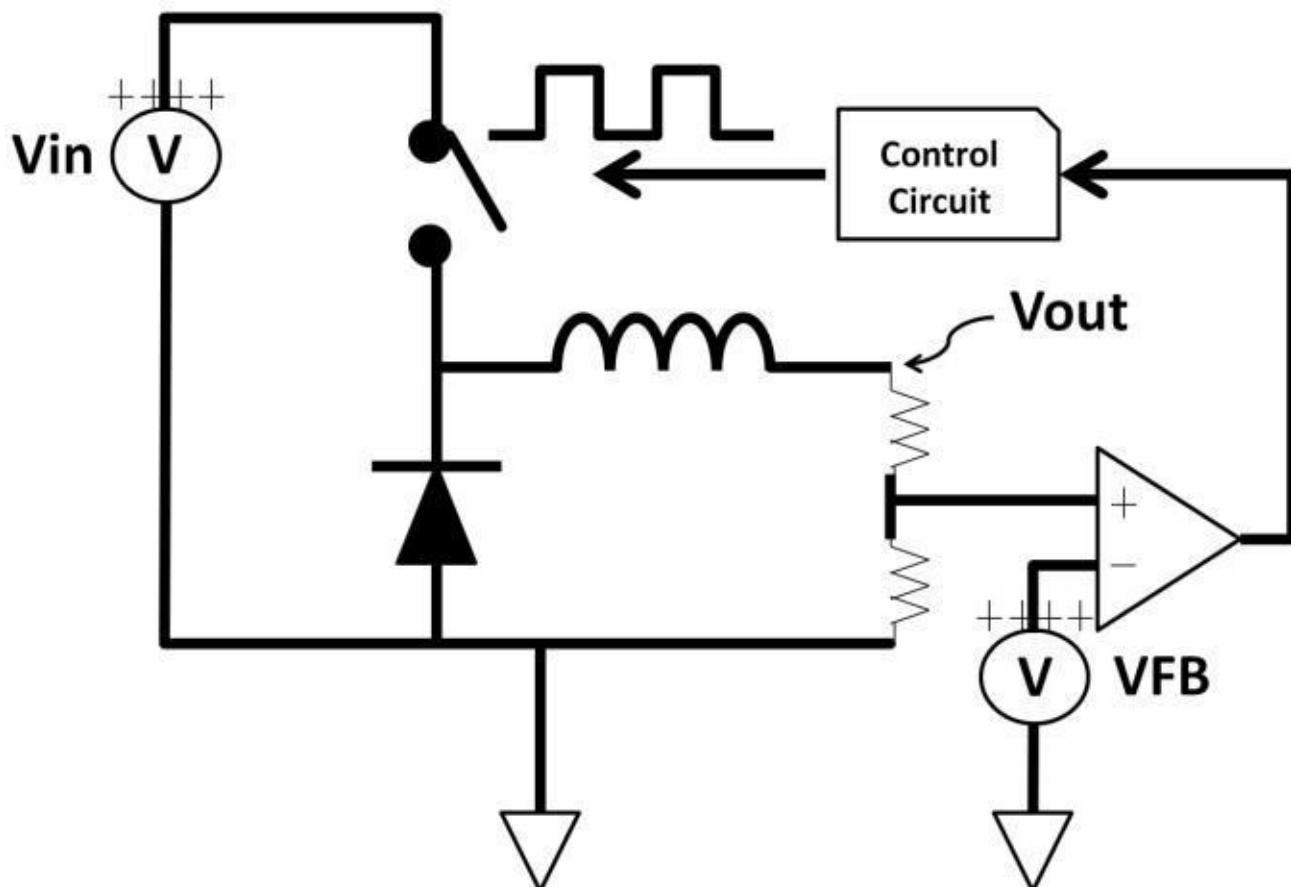 ++++
Vin
V
Control
Circuit
Vout
+
−
++++
V
VFB